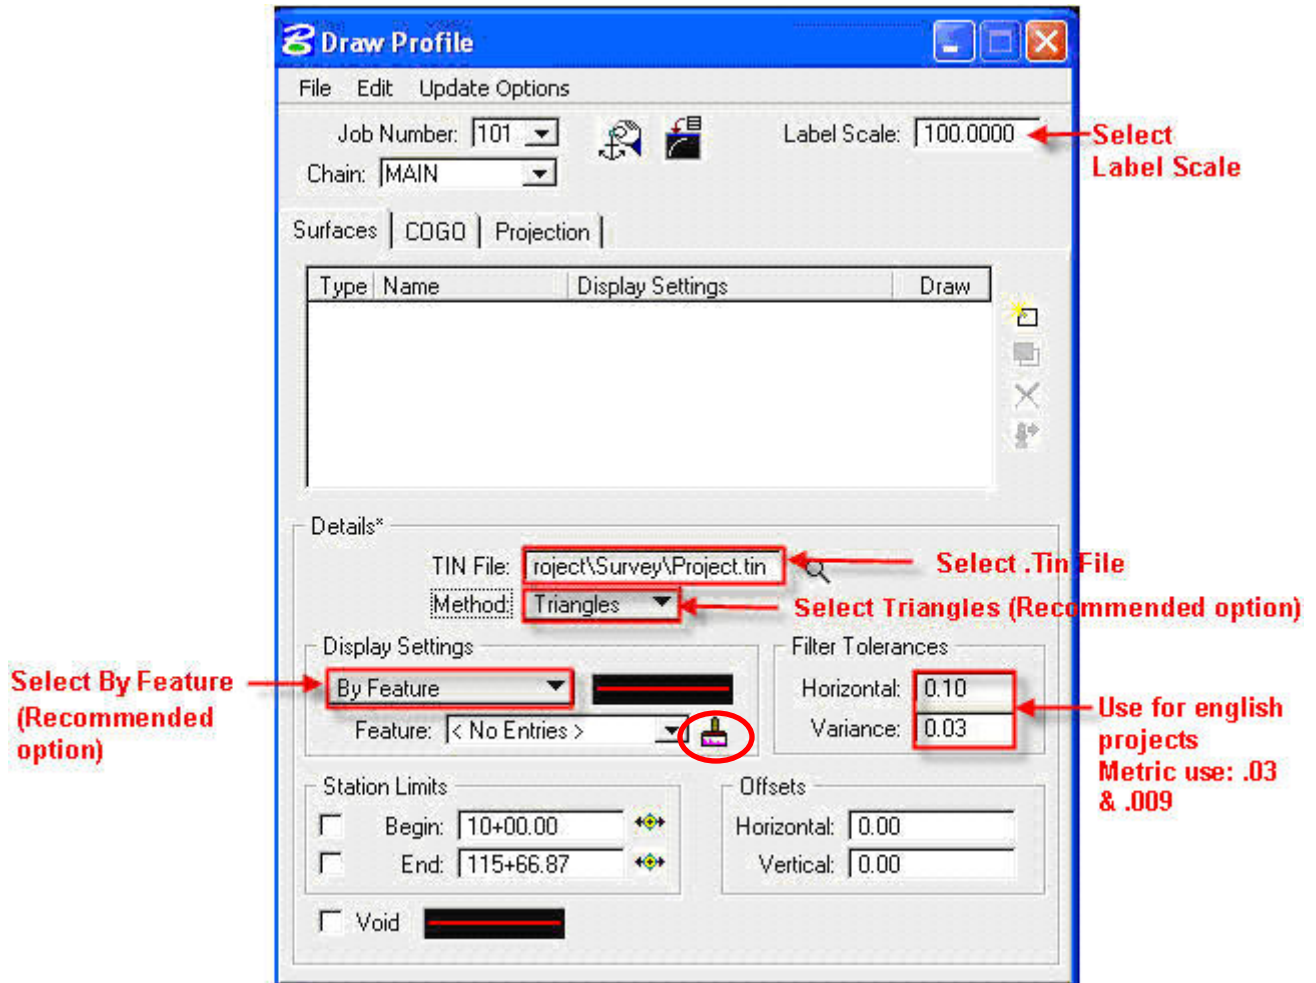 Draw Profile
File Edit Update Options
Job Number: 101
Label Scale: 100.0000
Select
Label Scale
Chain: MAIN
Surfaces COGO Projection
Type Name Display Settings Draw
Details*
TIN File: roject\Survey\Project.tin
Select .Tin File
Method: Triangles
Select Triangles (Recommended option)
Display Settings
Filter Tolerances
Select By Feature
(Recommended
option)
By Feature
Horizontal: 0.10
Feature: < No Entries >
Variance: 0.03
Use for english
projects
Metric use: .03
& .009
Station Limits
Offsets
Begin: 10+00.00
Horizontal: 0.00
End: 115+66.87
Vertical: 0.00
Void